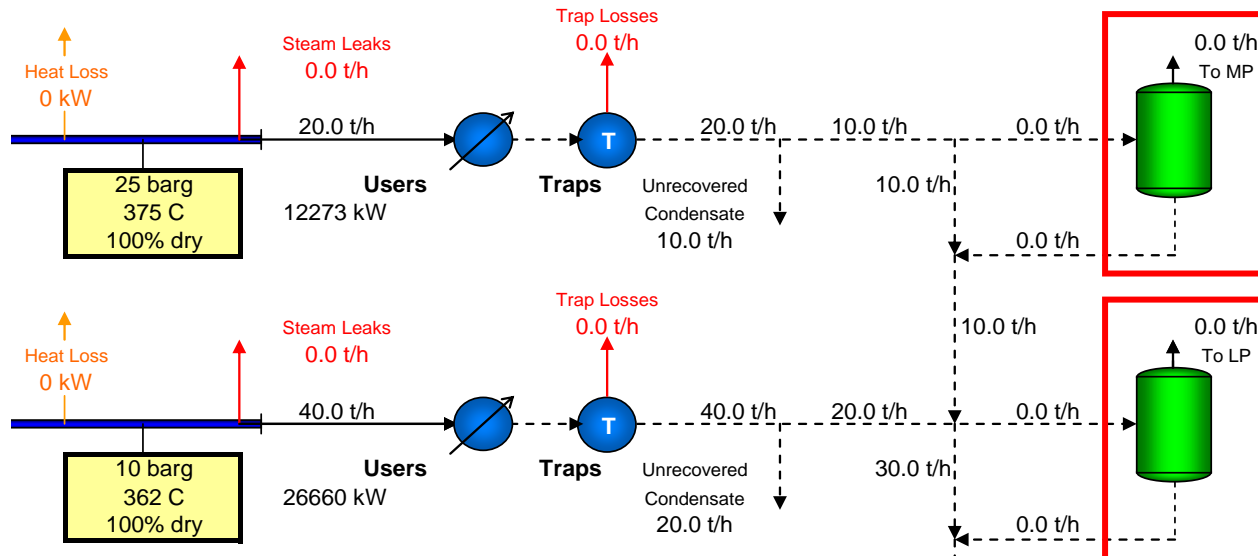 Trap Losses
0.0 t/h
0.0 t/h
To MP
Steam Leaks
0.0 t/h
Heat Loss
0 kW
20.0 t/h
T
20.0 t/h
10.0 t/h
0.0 t/h
Users
Traps
25 barg
375 C
100% dry
12273 kW
Unrecovered
Condensate
10.0 t/h
10.0 t/h
0.0 t/h
Trap Losses
0.0 t/h
10.0 t/h
0.0 t/h
To LP
Steam Leaks
0.0 t/h
Heat Loss
0 kW
40.0 t/h
T
40.0 t/h
20.0 t/h
0.0 t/h
Users
Traps
10 barg
362 C
100% dry
26660 kW
Unrecovered
Condensate
20.0 t/h
30.0 t/h
0.0 t/h